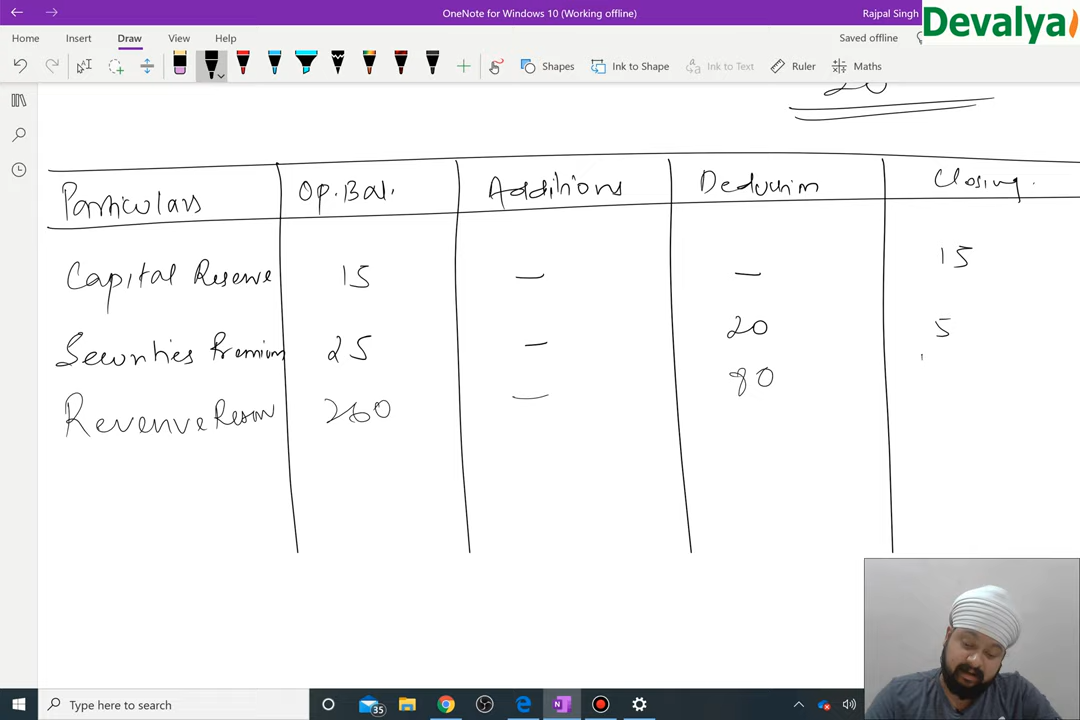 OneNote for Windows 10 (Working offline)
Rajpal Singh
Devalya
Home Insert Draw View Help
Saved offline
Shapes Ink to Shape Ink to Text Ruler Maths
20
Particulars Op. Bal. Additions Deduction Closing.
Capital Reserve 15 — — 15
Securities Premium 25 — 20 5
Revenue Reserve 260 — 80
Type here to search
35